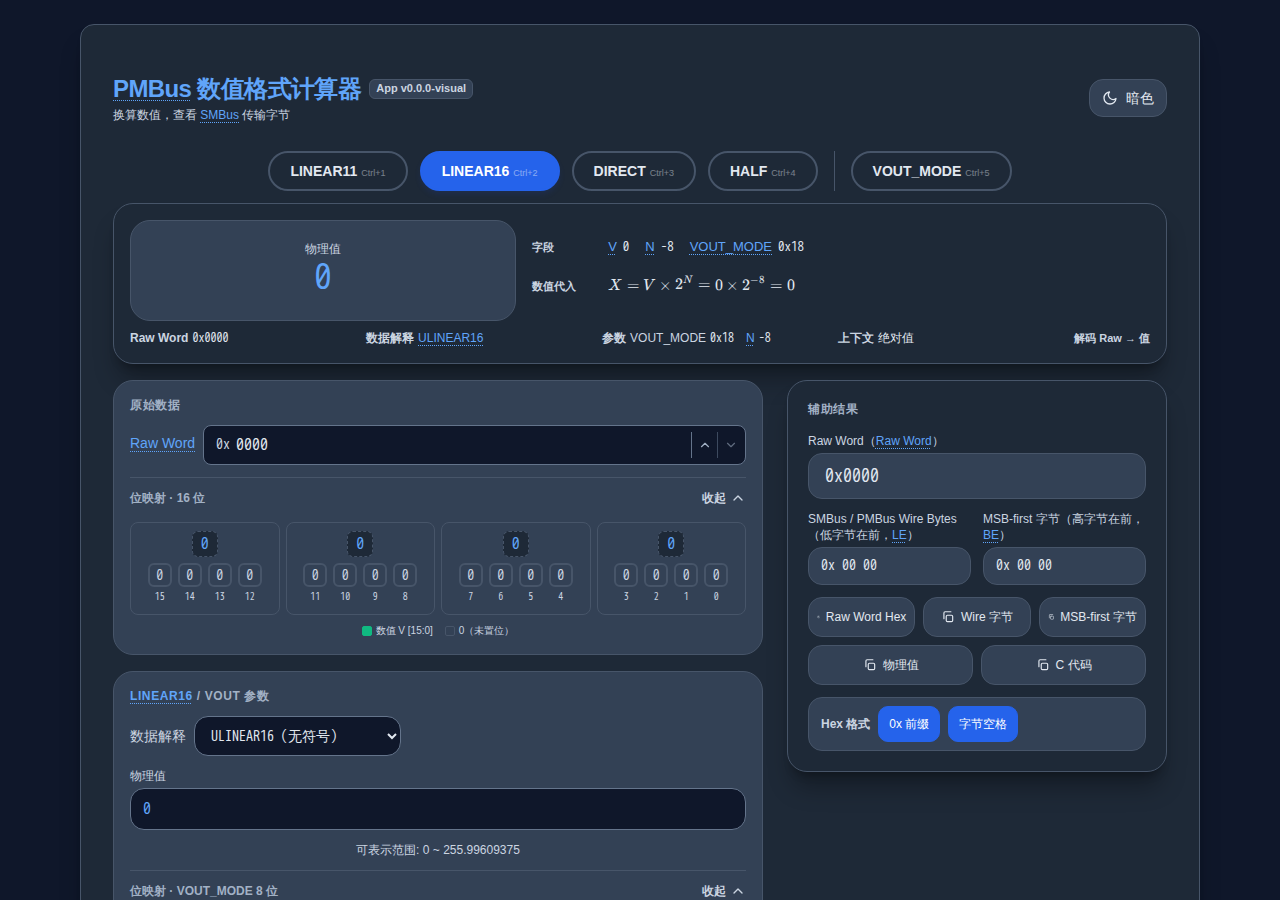 PMBus 数值格式计算器 App v0.0.0-visual
换算数值，查看 SMBus 传输字节
暗色
LINEAR11 Ctrl+1
LINEAR16 Ctrl+2
DIRECT Ctrl+3
HALF Ctrl+4
VOUT_MODE Ctrl+5
物理值
0
字段 V 0 N -8 VOUT_MODE 0x18
数值代入 X = V × 2^N = 0 × 2^−8 = 0
Raw Word 0x0000 数据解释 ULINEAR16 参数 VOUT_MODE 0x18 N -8 上下文 绝对值 解码 Raw → 值
原始数据
Raw Word 0x 0000
位映射 · 16 位 收起
0 0 0 0
0 0 0 0 0 0 0 0 0 0 0 0 0 0 0 0
15 14 13 12 11 10 9 8 7 6 5 4 3 2 1 0
数值 V [15:0] 0（未置位）
LINEAR16 / VOUT 参数
数据解释 ULINEAR16 (无符号)
物理值
0
可表示范围: 0 ~ 255.99609375
位映射 · VOUT_MODE 8 位 收起
辅助结果
Raw Word（Raw Word）
0x0000
SMBus / PMBus Wire Bytes
（低字节在前，LE）
0x 00 00
MSB-first 字节（高字节在前，
BE）
0x 00 00
Raw Word Hex
Wire 字节
MSB-first 字节
物理值
C 代码
Hex 格式 0x 前缀 字节空格